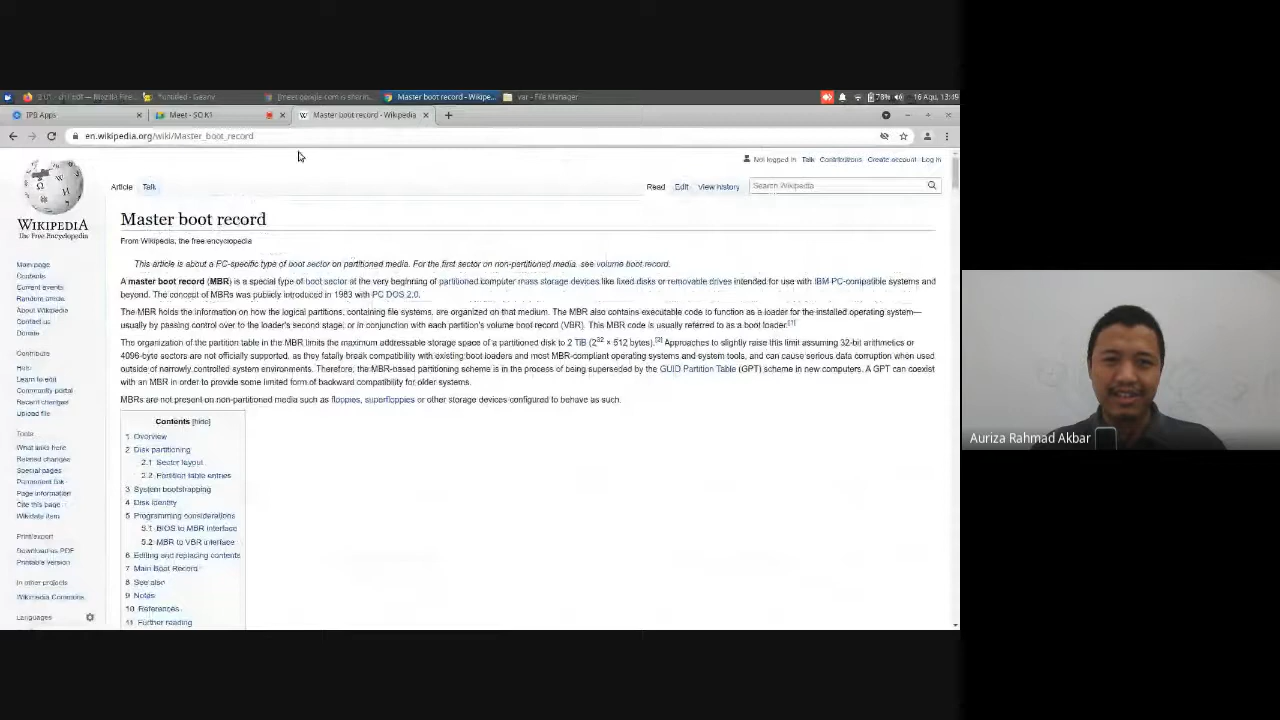 *untitled - Geany
Master boot record - Wikipe...
var - File Manager
78%
16 Agu, 13:49
IPB Apps
Meet - SO K1
Master boot record - Wikipedia
en.wikipedia.org/wiki/Master_boot_record
Not logged in Talk Contributions Create account Log in
Article Talk
Read Edit View history Search Wikipedia
WIKIPEDIA
The Free Encyclopedia
Master boot record
From Wikipedia, the free encyclopedia
This article is about a PC-specific type of boot sector on partitioned media. For the first sector on non-partitioned media, see volume boot record.
A master boot record (MBR) is a special type of boot sector at the very beginning of partitioned computer mass storage devices like fixed disks or removable drives intended for use with IBM PC-compatible systems and
beyond. The concept of MBRs was publicly introduced in 1983 with PC DOS 2.0.
The MBR holds the information on how the logical partitions, containing file systems, are organized on that medium. The MBR also contains executable code to function as a loader for the installed operating system—
usually by passing control over to the loader's second stage, or in conjunction with each partition's volume boot record (VBR). This MBR code is usually referred to as a boot loader.[1]
The organization of the partition table in the MBR limits the maximum addressable storage space of a partitioned disk to 2 TiB (2³² × 512 bytes).[2] Approaches to slightly raise this limit assuming 32-bit arithmetics or
4096-byte sectors are not officially supported, as they fatally break compatibility with existing boot loaders and most MBR-compliant operating systems and system tools, and can cause serious data corruption when used
outside of narrowly controlled system environments. Therefore, the MBR-based partitioning scheme is in the process of being superseded by the GUID Partition Table (GPT) scheme in new computers. A GPT can coexist
with an MBR in order to provide some limited form of backward compatibility for older systems.
MBRs are not present on non-partitioned media such as floppies, superfloppies or other storage devices configured to behave as such.
Main page
Contents
Current events
Random article
About Wikipedia
Contact us
Donate
Contribute
Help
Learn to edit
Community portal
Recent changes
Upload file
Tools
What links here
Related changes
Special pages
Permanent link
Page information
Cite this page
Wikidata item
Print/export
Download as PDF
Printable version
In other projects
Wikimedia Commons
Languages
Contents [hide]
1 Overview
2 Disk partitioning
2.1 Sector layout
2.2 Partition table entries
3 System bootstrapping
4 Disk identity
5 Programming considerations
5.1 BIOS to MBR interface
5.2 MBR to VBR interface
6 Editing and replacing contents
7 Main Boot Record
8 See also
9 Notes
10 References
11 Further reading
Auriza Rahmad Akbar